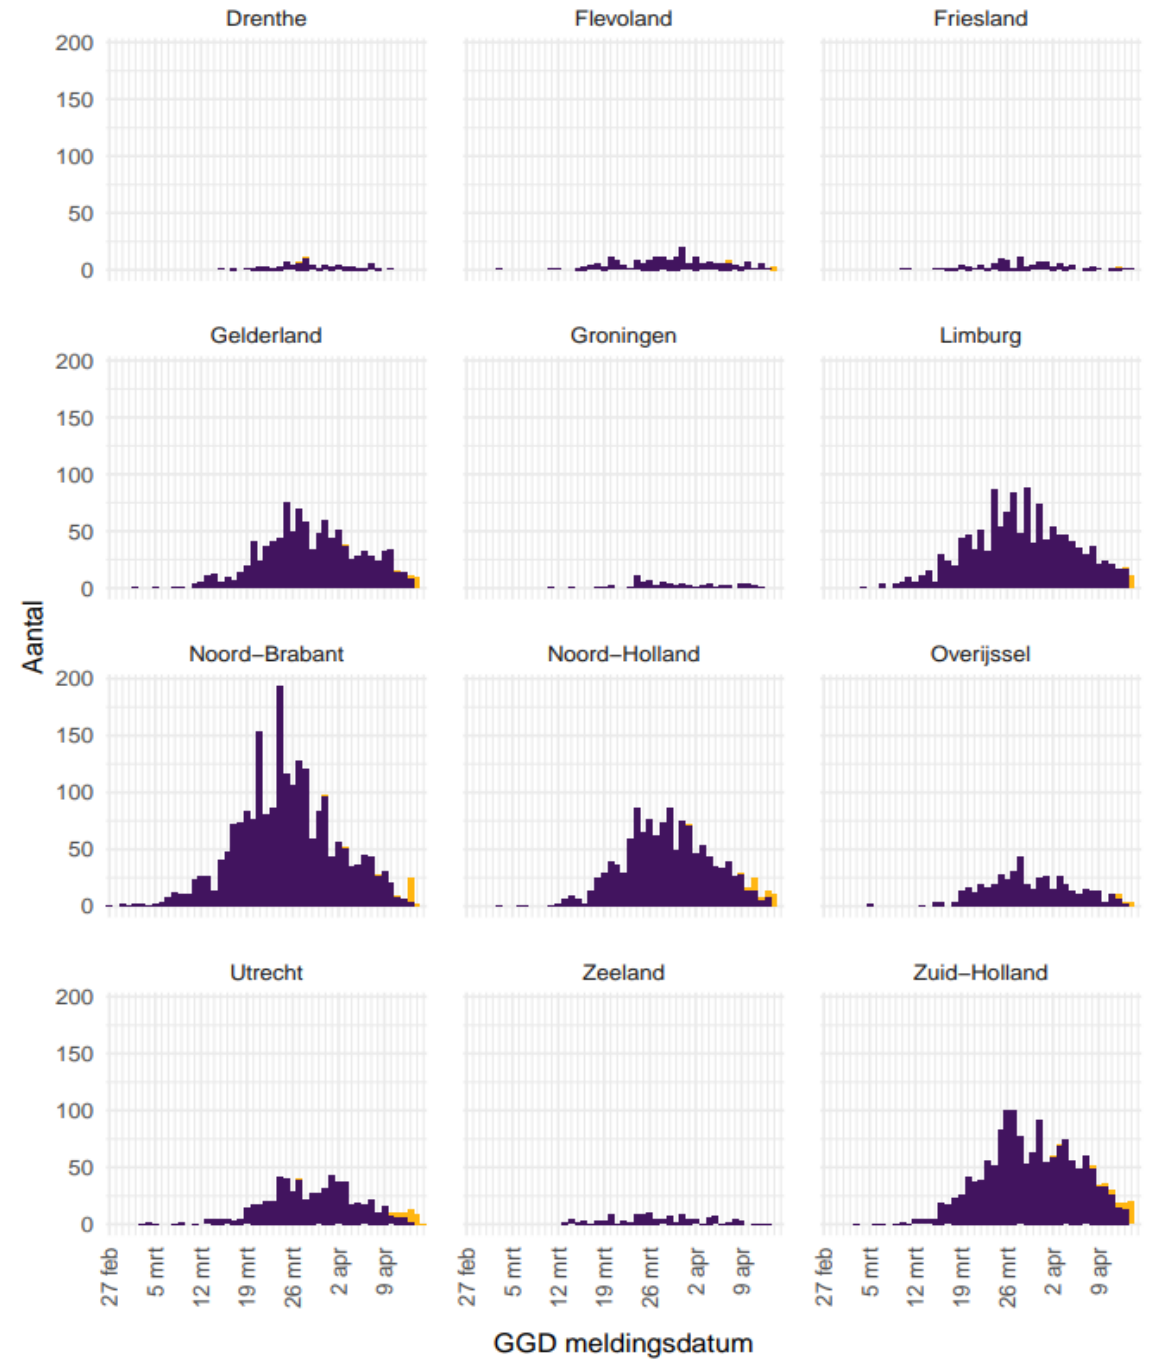 Drenthe
Flevoland
Friesland
200
150
100
50
0
Gelderland
Groningen
Limburg
200
150
100
50
0
Aantal
Noord−Brabant
Noord−Holland
Overijssel
200
150
100
50
0
Utrecht
Zeeland
Zuid−Holland
200
150
100
50
0
27 feb
5 mrt
12 mrt
19 mrt
26 mrt
2 apr
9 apr
27 feb
5 mrt
12 mrt
19 mrt
26 mrt
2 apr
9 apr
27 feb
5 mrt
12 mrt
19 mrt
26 mrt
2 apr
9 apr
GGD meldingsdatum